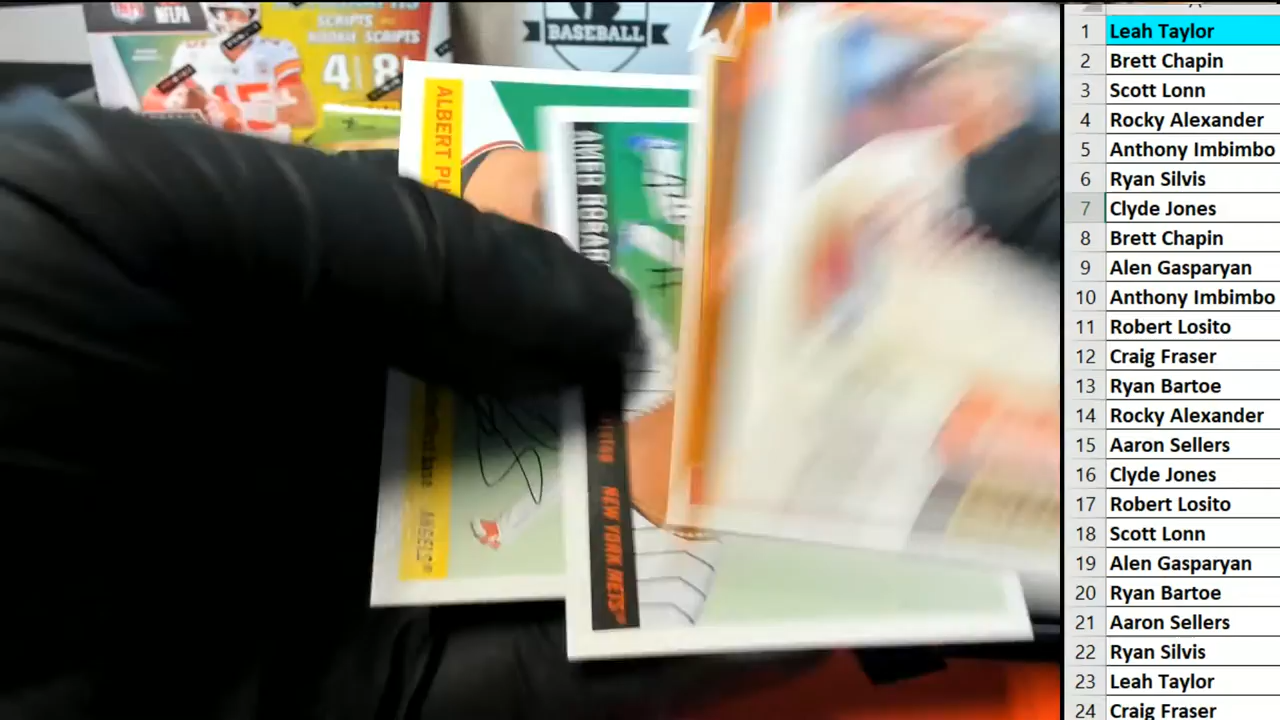 NFL
NFLPA
SCRIPTS
ROOKIE SCRIPTS
4 8
BASEBALL
ALBERT PU
ANGELS
NEW YORK METS
1 Leah Taylor
2 Brett Chapin
3 Scott Lonn
4 Rocky Alexander
5 Anthony Imbimbo
6 Ryan Silvis
7 Clyde Jones
8 Brett Chapin
9 Alen Gasparyan
10 Anthony Imbimbo
11 Robert Losito
12 Craig Fraser
13 Ryan Bartoe
14 Rocky Alexander
15 Aaron Sellers
16 Clyde Jones
17 Robert Losito
18 Scott Lonn
19 Alen Gasparyan
20 Ryan Bartoe
21 Aaron Sellers
22 Ryan Silvis
23 Leah Taylor
24 Craig Fraser